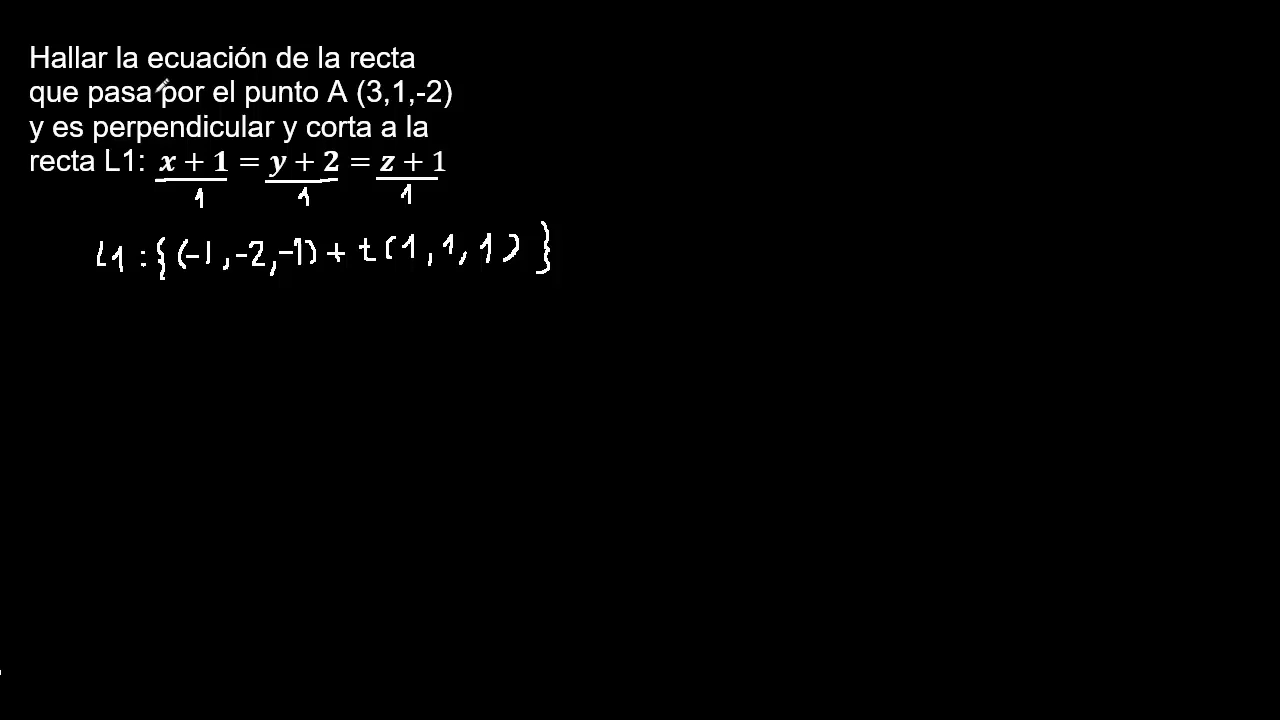 Hallar la ecuación de la recta
que pasa por el punto A (3,1,-2)
y es perpendicular y corta a la
recta L1: x + 1 = y + 2 = z + 1
1 1 1
L1 : {(-1, -2, -1) + t (1, 1, 1) }